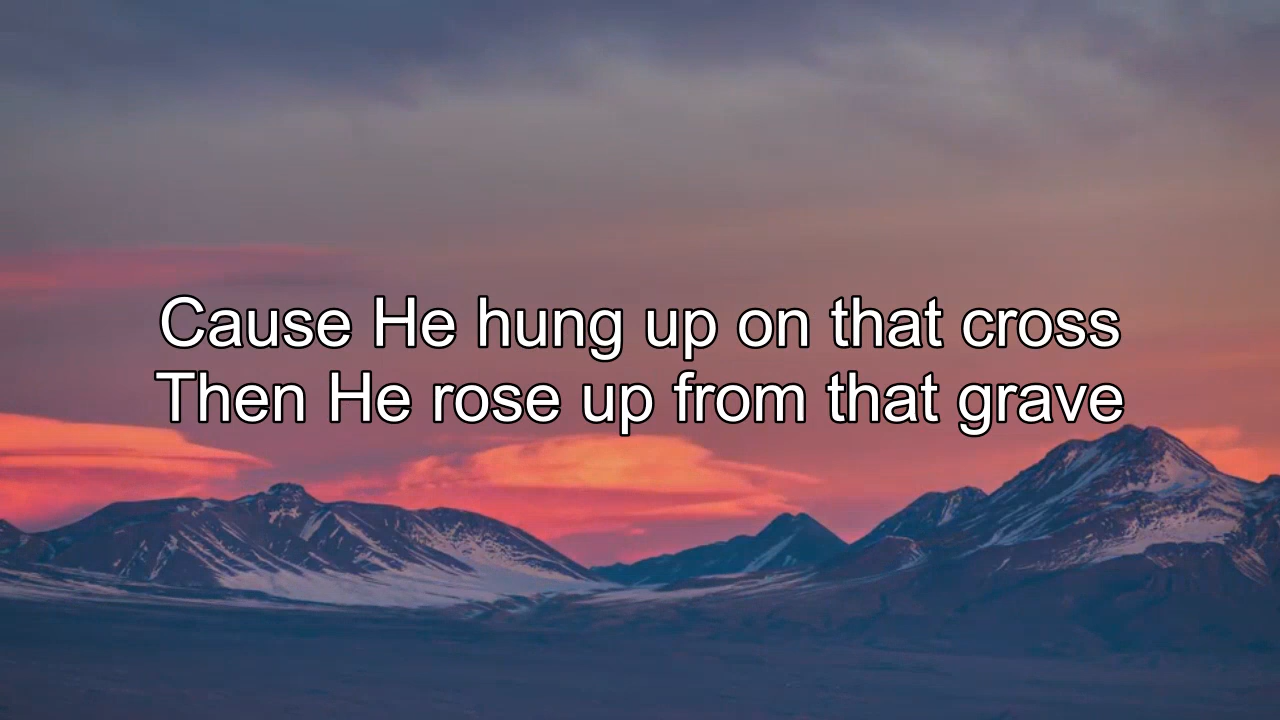 Cause He hung up on that cross
Then He rose up from that grave